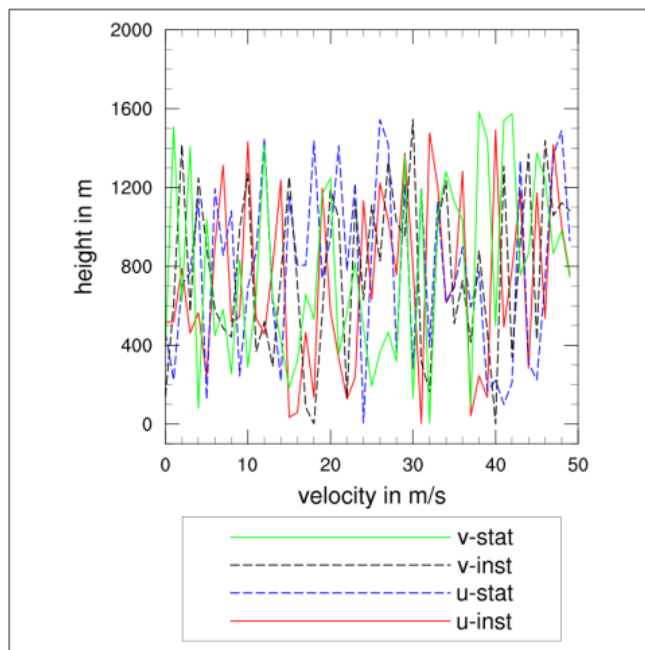 2000
1600
1200
800
400
0
height in m
0 10 20 30 40 50
velocity in m/s
v-stat
v-inst
u-stat
u-inst